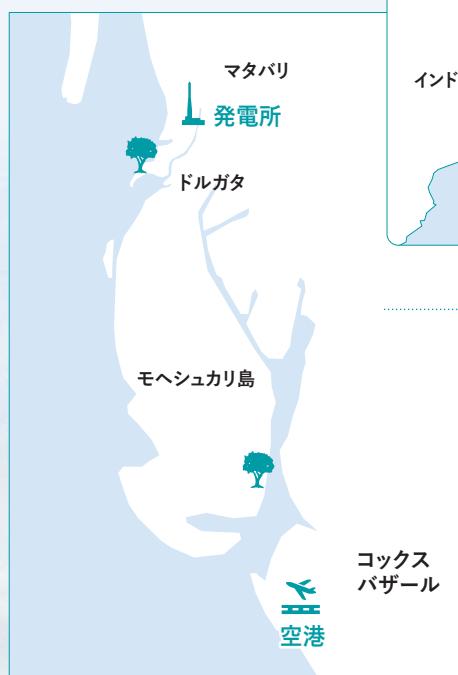 マタバリ
インド
発電所
ドルガタ
モヘシュカリ島
コックス
バザール
空港